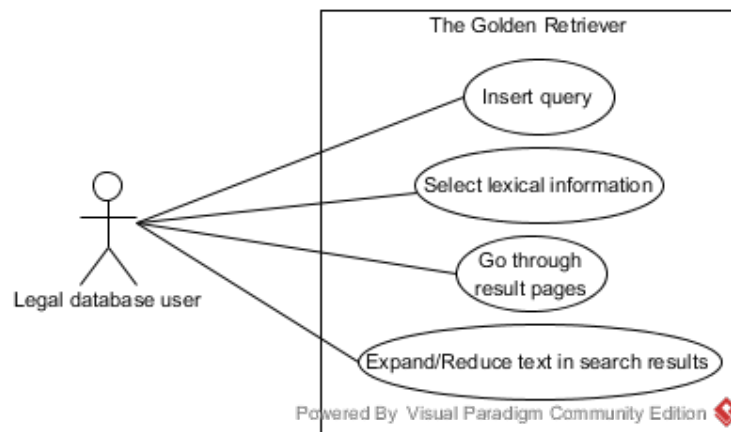 The Golden Retriever
Insert query
Select lexical information
Go through
result pages
Legal database user
Expand/Reduce text in search results
Powered By Visual Paradigm Community Edition